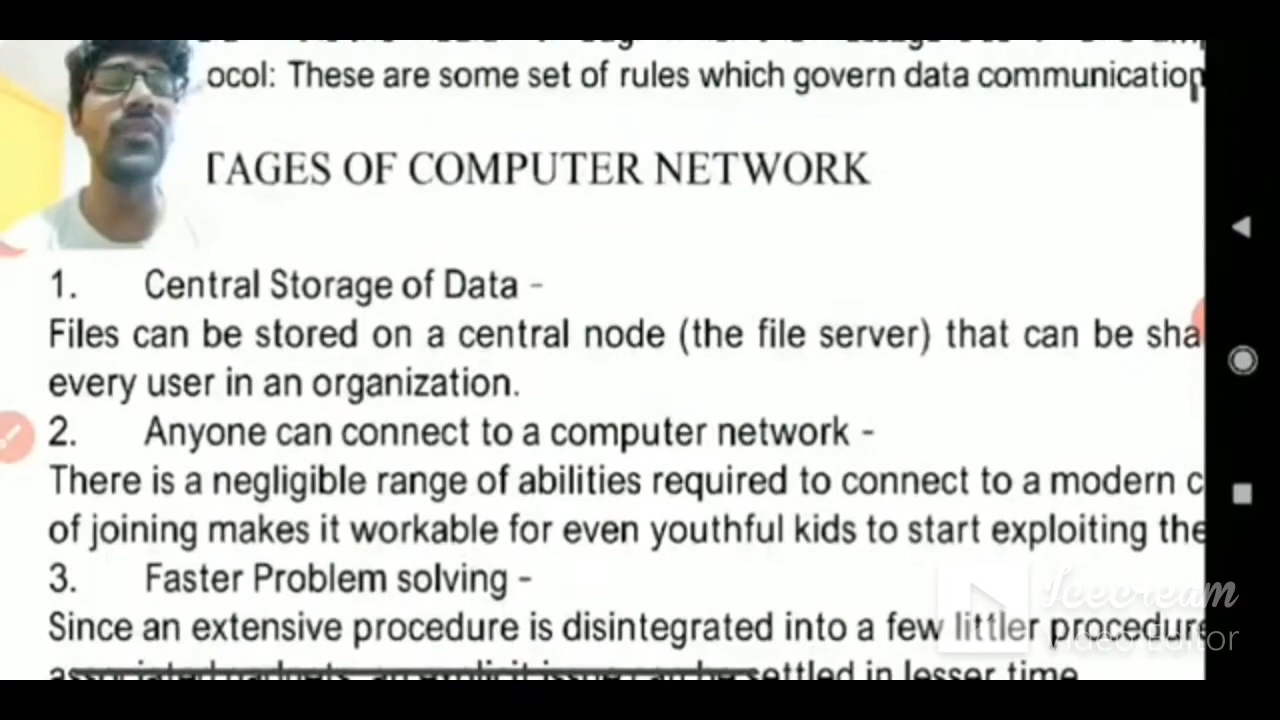 ocol: These are some set of rules which govern data communication
TAGES OF COMPUTER NETWORK
1. Central Storage of Data -
Files can be stored on a central node (the file server) that can be sha
every user in an organization.
2. Anyone can connect to a computer network -
There is a negligible range of abilities required to connect to a modern c
of joining makes it workable for even youthful kids to start exploiting the
3. Faster Problem solving -
Since an extensive procedure is disintegrated into a few littler procedure
settled in lesser time
Icecream
Video Editor